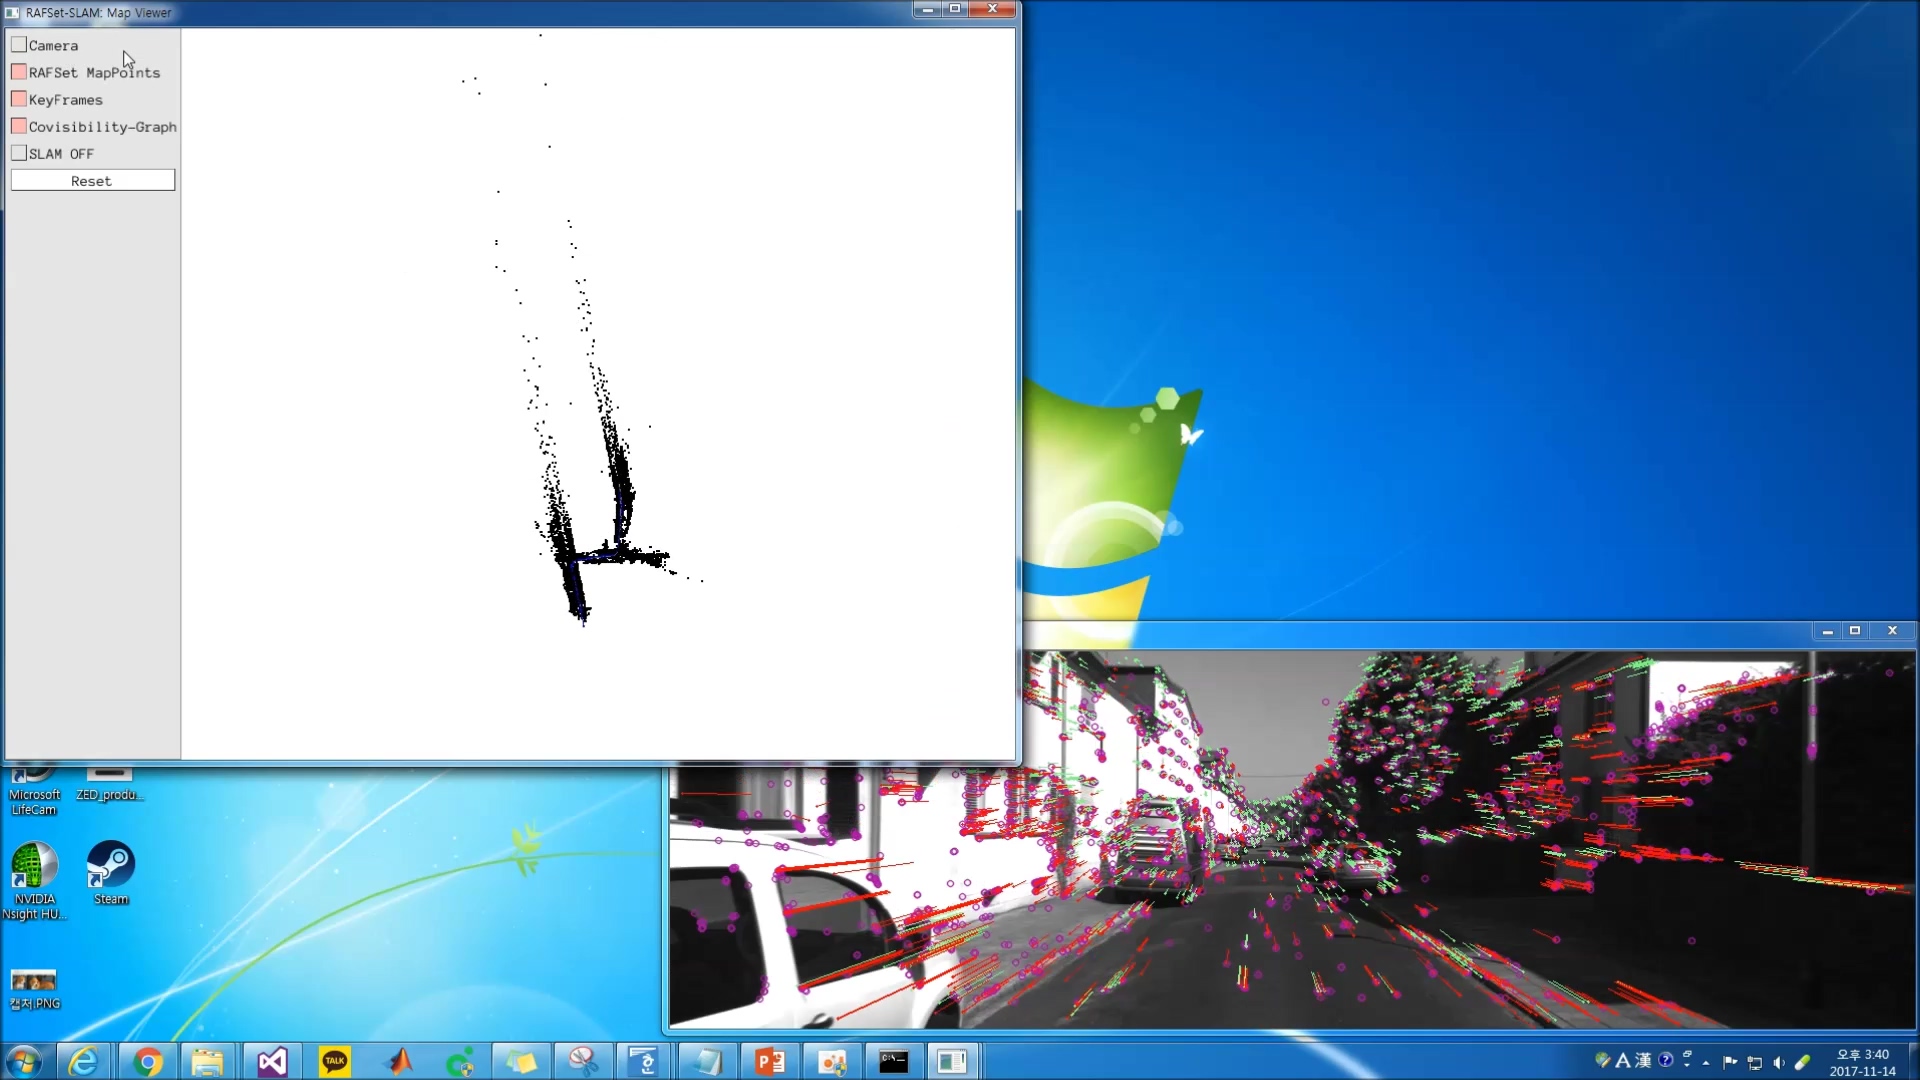 RAFSet-SLAM: Map Viewer
Camera
RAFSet MapPoints
KeyFrames
Covisibility-Graph
SLAM OFF
Reset
Microsoft
LifeCam
ZED_produ...
NVIDIA
Nsight HU...
Steam
캡처.PNG
TALK
C:\_
A 漢
오후 3:40
2017-11-14